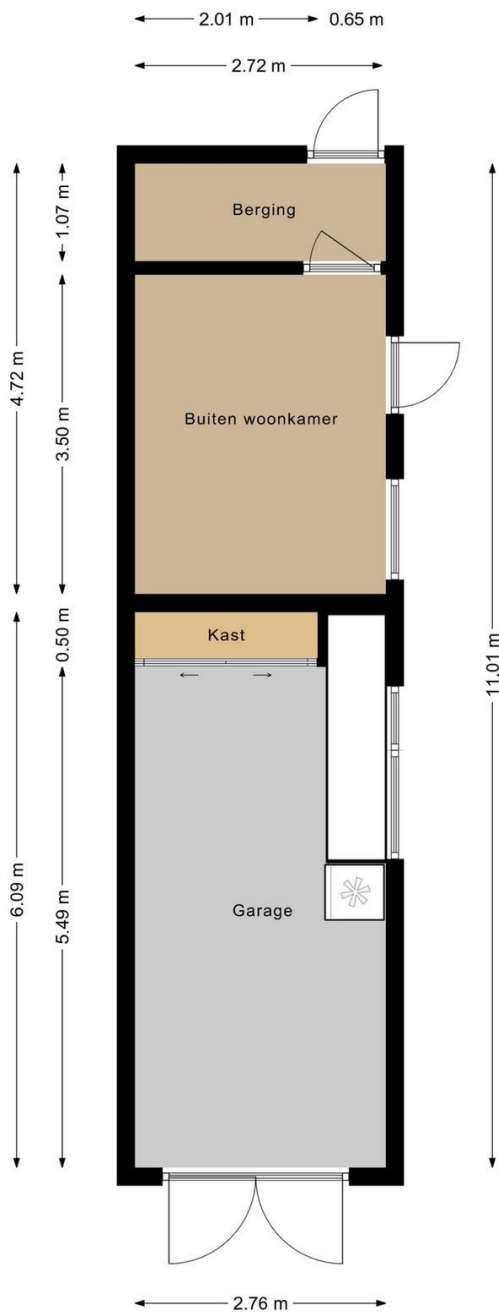 2.01 m 0.65 m
2.72 m
Berging
1.07 m
4.72 m
3.50 m
Buiten woonkamer
11.01 m
0.50 m
Kast
6.09 m
5.49 m
Garage
2.76 m